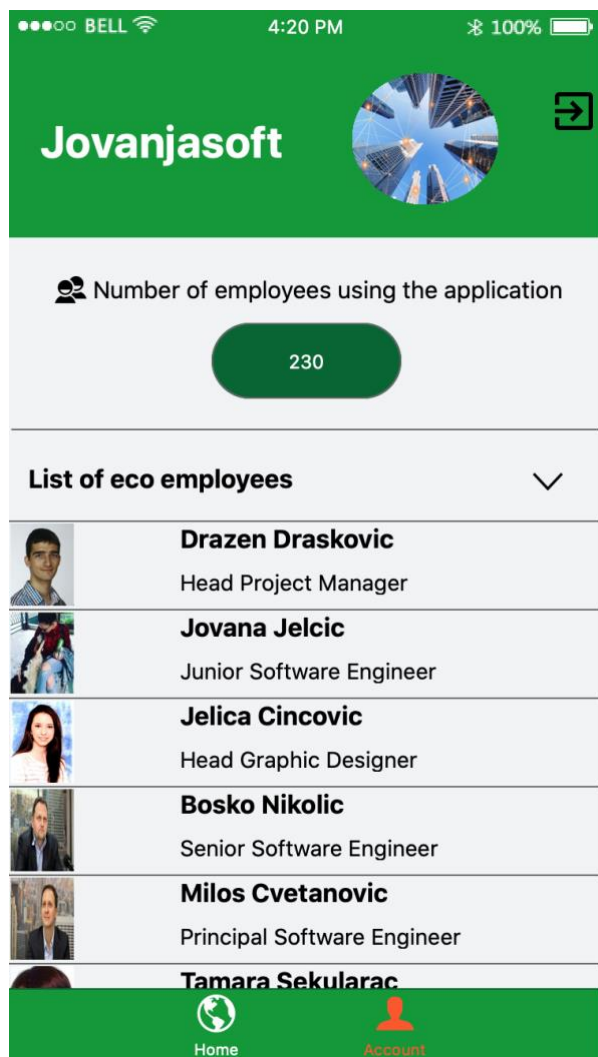 BELL 4:20 PM 100%
Jovanjasoft
Number of employees using the application
230
List of eco employees
Drazen Draskovic
Head Project Manager
Jovana Jelcic
Junior Software Engineer
Jelica Cincovic
Head Graphic Designer
Bosko Nikolic
Senior Software Engineer
Milos Cvetanovic
Principal Software Engineer
Tamara Sekularac
Home Account